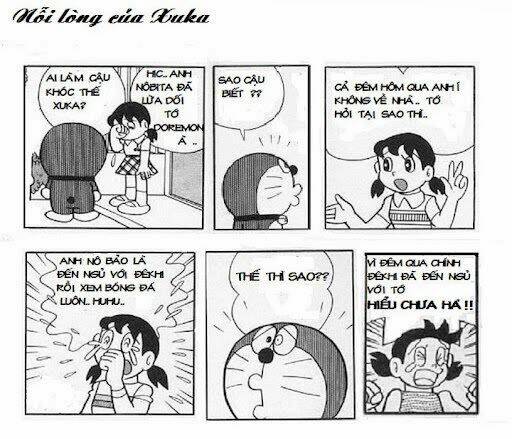 Nỗi lòng của Xuka
AI LÀM CẬU
KHÓC THẾ
XUKA?
HIC.. ANH
NÔBITA ĐÃ
LỪA DỐI
TỚ
DOREMON
Ạ..
SAO CẬU
BIẾT ??
CẢ ĐÊM HÔM QUA ANH Í
KHÔNG VỀ NHÀ.. TỚ
HỎI TẠI SAO THÌ..
ANH NÓ BẢO LÀ
ĐẾN NGỦ VỚI ĐÊKHI
RỒI XEM BÓNG ĐÁ
LUÔN.. HUHU..
THẾ THÌ SAO??
VÌ ĐÊM QUA CHÍNH
ĐÊKHI ĐÃ ĐẾN NGỦ
VỚI TỚ
HIỂU CHƯA HẢ !!